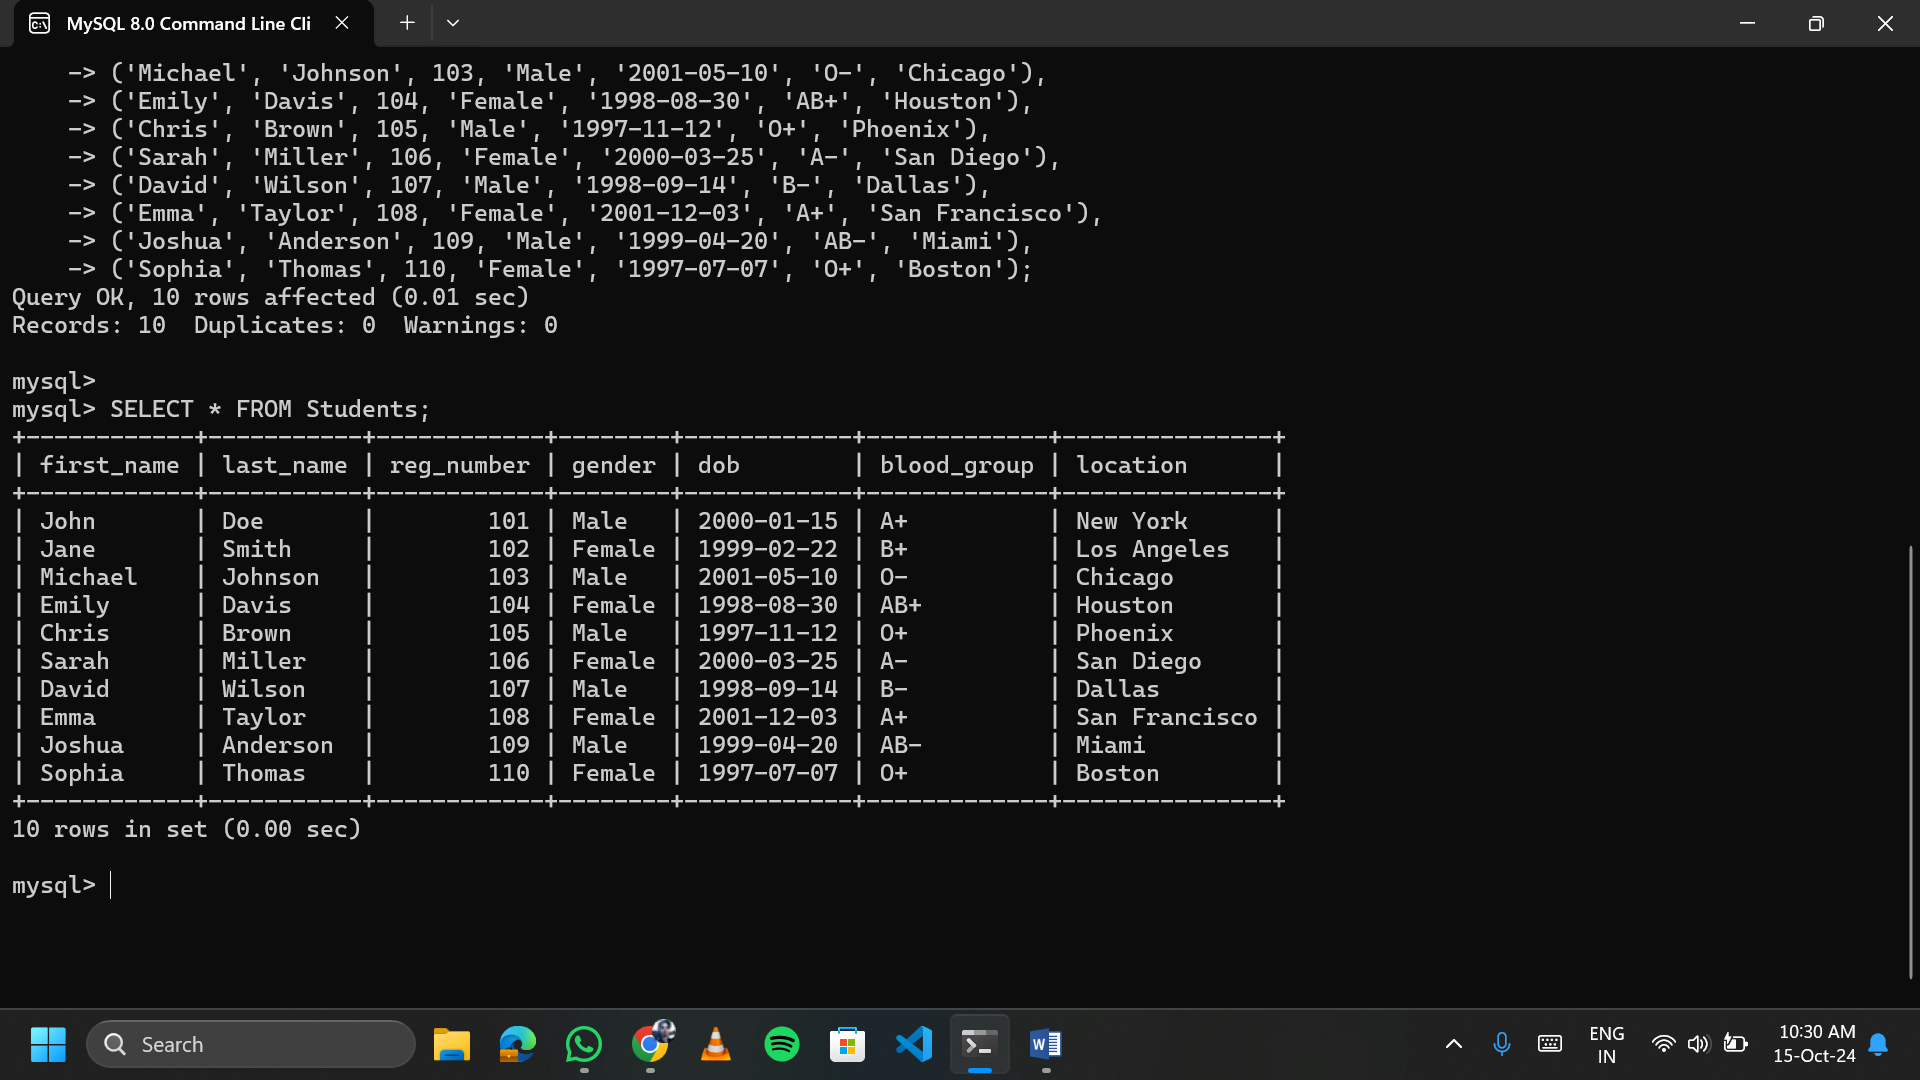 MySQL 8.0 Command Line Cli
    -> ('Michael', 'Johnson', 103, 'Male', '2001-05-10', 'O-', 'Chicago'),
    -> ('Emily', 'Davis', 104, 'Female', '1998-08-30', 'AB+', 'Houston'),
    -> ('Chris', 'Brown', 105, 'Male', '1997-11-12', 'O+', 'Phoenix'),
    -> ('Sarah', 'Miller', 106, 'Female', '2000-03-25', 'A-', 'San Diego'),
    -> ('David', 'Wilson', 107, 'Male', '1998-09-14', 'B-', 'Dallas'),
    -> ('Emma', 'Taylor', 108, 'Female', '2001-12-03', 'A+', 'San Francisco'),
    -> ('Joshua', 'Anderson', 109, 'Male', '1999-04-20', 'AB-', 'Miami'),
    -> ('Sophia', 'Thomas', 110, 'Female', '1997-07-07', 'O+', 'Boston');
Query OK, 10 rows affected (0.01 sec)
Records: 10  Duplicates: 0  Warnings: 0
mysql>
mysql> SELECT * FROM Students;
+------------+-----------+------------+--------+------------+-------------+---------------+
| first_name | last_name | reg_number | gender | dob        | blood_group | location      |
+------------+-----------+------------+--------+------------+-------------+---------------+
| John       | Doe       |        101 | Male   | 2000-01-15 | A+          | New York      |
| Jane       | Smith     |        102 | Female | 1999-02-22 | B+          | Los Angeles   |
| Michael    | Johnson   |        103 | Male   | 2001-05-10 | O-          | Chicago       |
| Emily      | Davis     |        104 | Female | 1998-08-30 | AB+         | Houston       |
| Chris      | Brown     |        105 | Male   | 1997-11-12 | O+          | Phoenix       |
| Sarah      | Miller    |        106 | Female | 2000-03-25 | A-          | San Diego     |
| David      | Wilson    |        107 | Male   | 1998-09-14 | B-          | Dallas        |
| Emma       | Taylor    |        108 | Female | 2001-12-03 | A+          | San Francisco |
| Joshua     | Anderson  |        109 | Male   | 1999-04-20 | AB-         | Miami         |
| Sophia     | Thomas    |        110 | Female | 1997-07-07 | O+          | Boston        |
+------------+-----------+------------+--------+------------+-------------+---------------+
10 rows in set (0.00 sec)
mysql>
Search
ENG
IN
10:30 AM
15-Oct-24